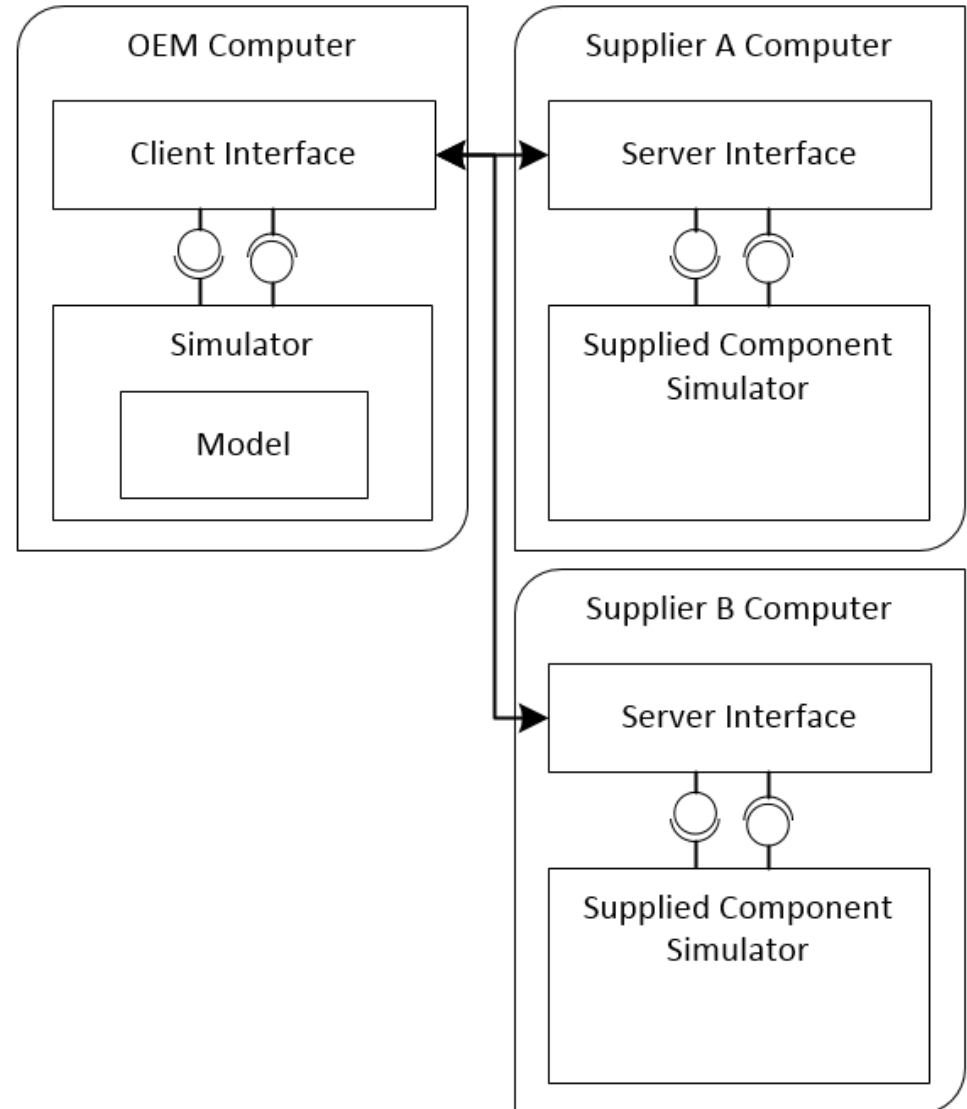 OEM Computer
Client Interface
Simulator
Model
Supplier A Computer
Server Interface
Supplied Component
Simulator
Supplier B Computer
Server Interface
Supplied Component
Simulator